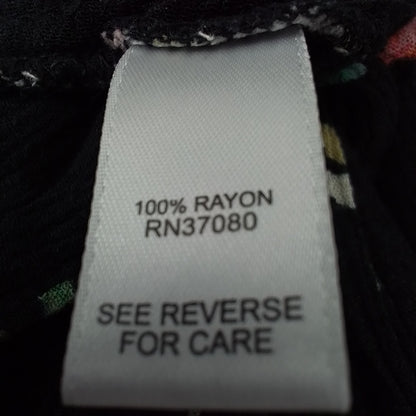 100% RAYON
RN37080
SEE REVERSE
FOR CARE